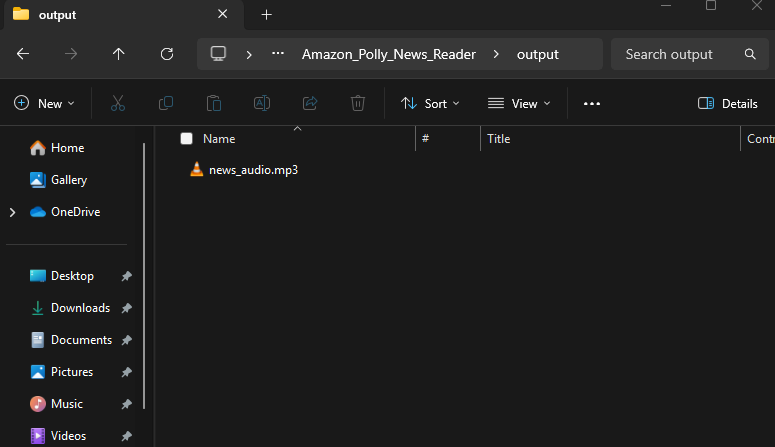 output
Amazon_Polly_News_Reader > output
Search output
New
Sort
View
Details
Name
#
Title
Contr
Home
news_audio.mp3
Gallery
OneDrive
Desktop
Downloads
Documents
Pictures
Music
Videos